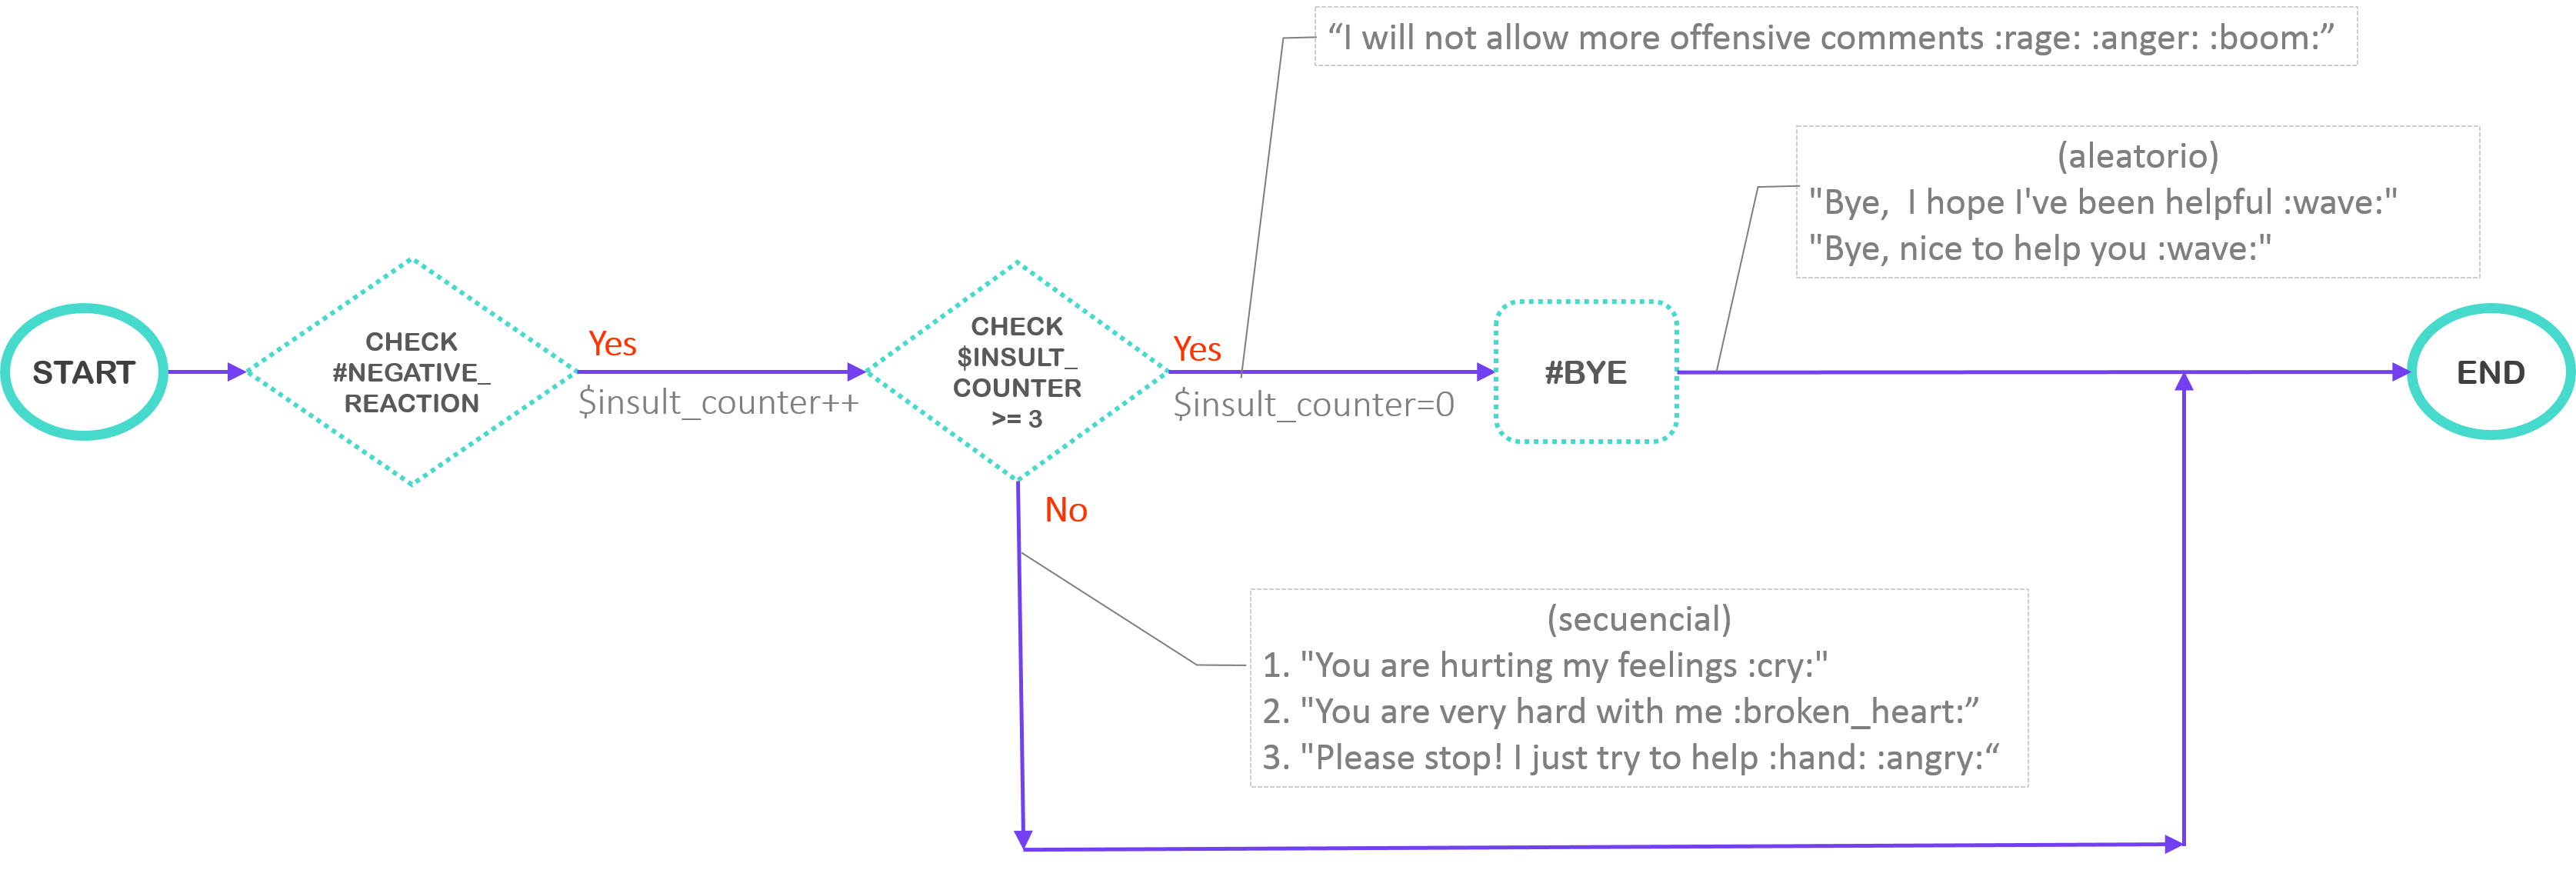 “I will not allow more offensive comments :rage: :anger: :boom:”
(aleatorio)
"Bye,  I hope I've been helpful :wave:"
"Bye, nice to help you :wave:"
START
CHECK
#NEGATIVE_
REACTION
Yes
$insult_counter++
CHECK
$INSULT_
COUNTER
>= 3
Yes
$insult_counter=0
#BYE
END
No
(secuencial)
1. "You are hurting my feelings :cry:"
2. "You are very hard with me :broken_heart:”
3. "Please stop! I just try to help :hand: :angry:“